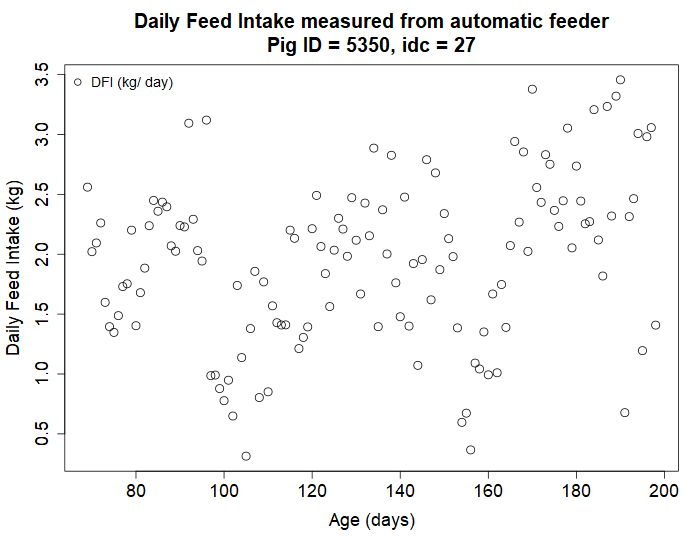 Daily Feed Intake measured from automatic feeder
Pig ID = 5350, idc = 27
DFI (kg/ day)
Daily Feed Intake (kg)
3.5
3.0
2.5
2.0
1.5
1.0
0.5
80 100 120 140 160 180 200
Age (days)